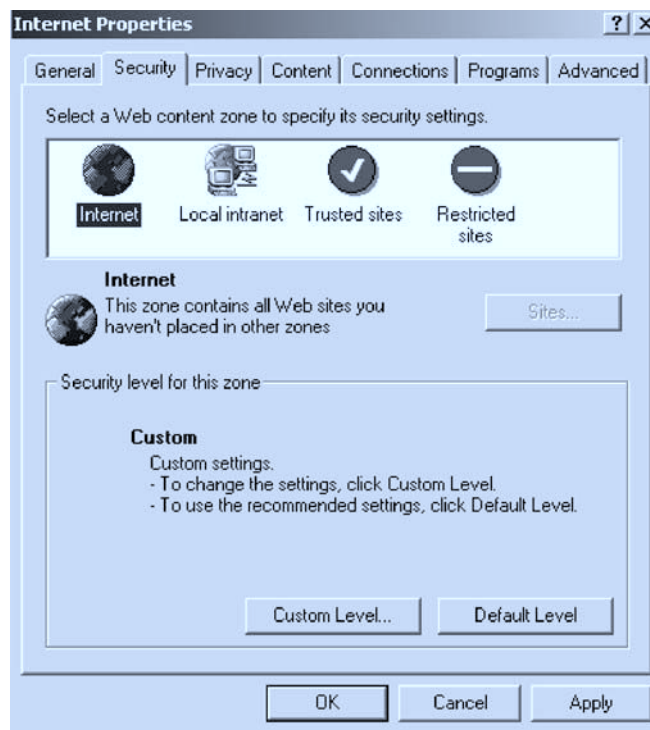 Internet Properties
? ×
General Security Privacy Content Connections Programs Advanced
Select a Web content zone to specify its security settings.
Internet Local intranet Trusted sites Restricted
sites
Internet
This zone contains all Web sites you
haven't placed in other zones
Sites...
Security level for this zone
Custom
Custom settings.
- To change the settings, click Custom Level.
- To use the recommended settings, click Default Level.
Custom Level... Default Level
OK Cancel Apply